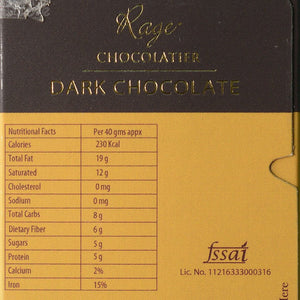 Rage
CHOCOLATIER
DARK CHOCOLATE
Nutritional Facts Per 40 gms appx
Calories 230 Kcal
Total Fat 19 g
Saturated 12 g
Cholesterol 0 mg
Sodium 0 mg
Total Carbs 8 g
Dietary Fiber 6 g
Sugars 5 g
Protein 5 g
Calcium 2%
Iron 15%
fssai
Lic. No. 11216333000316
Here